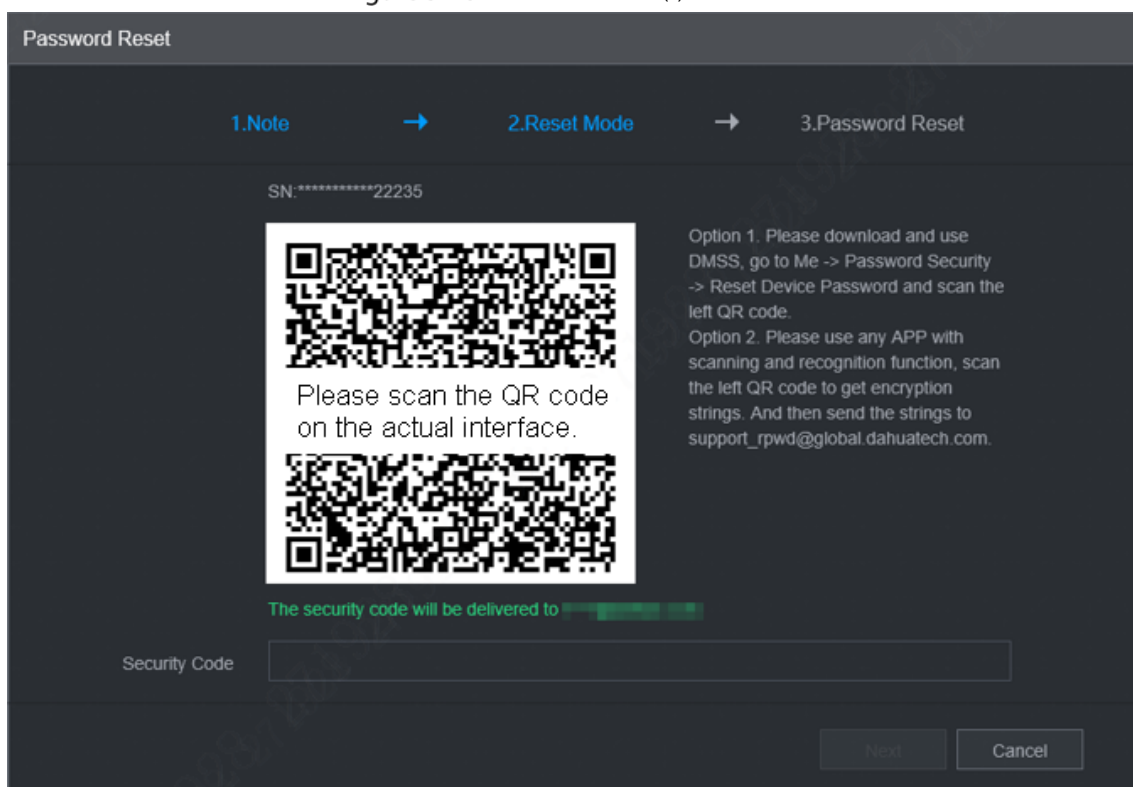 Password Reset
1.Note → 2.Reset Mode → 3.Password Reset
SN:***********22235
Please scan the QR code
on the actual interface.
Option 1. Please download and use
DMSS, go to Me -> Password Security
-> Reset Device Password and scan the
left QR code.
Option 2. Please use any APP with
scanning and recognition function, scan
the left QR code to get encryption
strings. And then send the strings to
support_rpwd@global.dahuatech.com.
The security code will be delivered to
Security Code
Next
Cancel